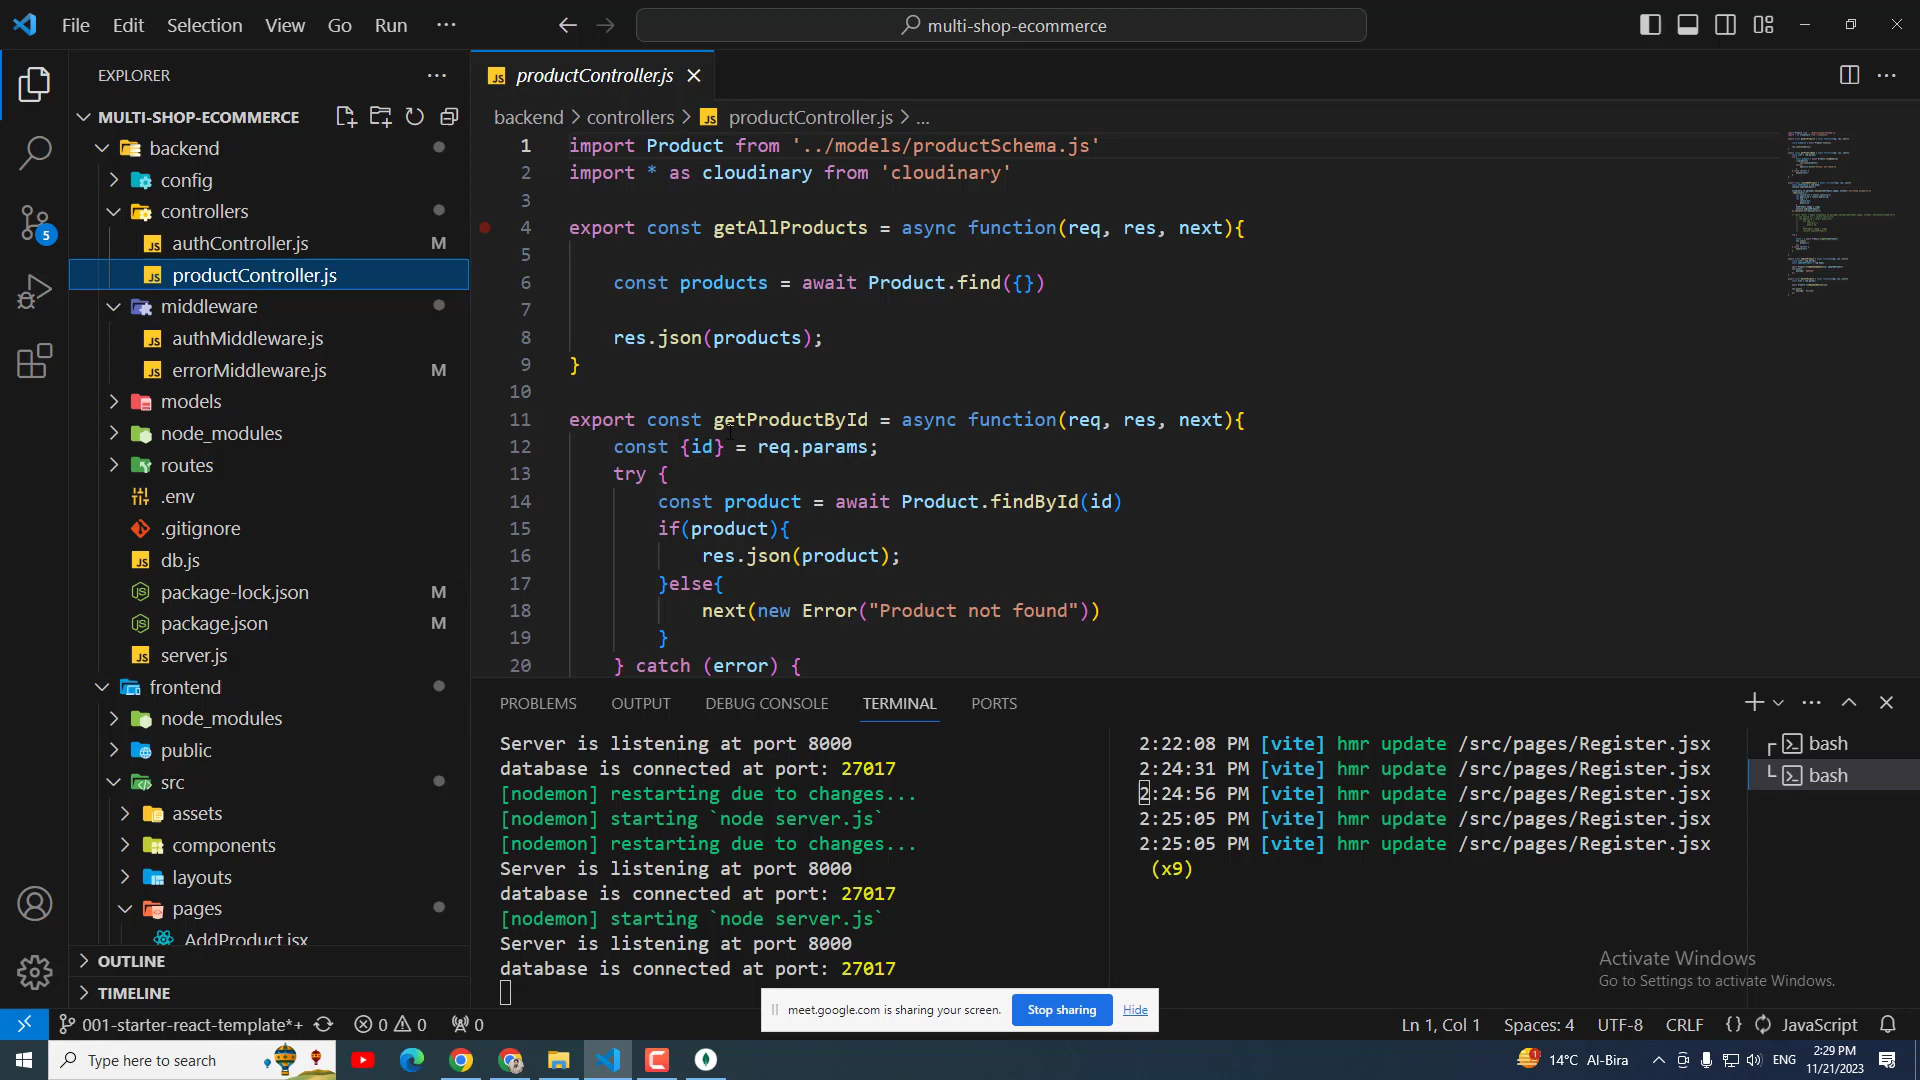 File Edit Selection View Go Run ...
multi-shop-ecommerce
EXPLORER
MULTI-SHOP-ECOMMERCE
backend
config
controllers
authController.js M
productController.js
middleware
authMiddleware.js
errorMiddleware.js M
models
node_modules
routes
.env
.gitignore
db.js
package-lock.json M
package.json M
server.js
frontend
node_modules
public
src
assets
components
layouts
pages
AddProduct.jsx
OUTLINE
TIMELINE
5
productController.js
backend > controllers > productController.js > ...
1 import Product from '../models/productSchema.js'
2 import * as cloudinary from 'cloudinary'
3
4 export const getAllProducts = async function(req, res, next){
5
6 const products = await Product.find({})
7
8 res.json(products);
9 }
10
11 export const getProductById = async function(req, res, next){
12 const {id} = req.params;
13 try {
14 const product = await Product.findById(id)
15 if(product){
16 res.json(product);
17 }else{
18 next(new Error("Product not found"))
19 }
20 } catch (error) {
PROBLEMS OUTPUT DEBUG CONSOLE TERMINAL PORTS
Server is listening at port 8000
database is connected at port: 27017
[nodemon] restarting due to changes...
[nodemon] starting `node server.js`
[nodemon] restarting due to changes...
Server is listening at port 8000
database is connected at port: 27017
[nodemon] starting `node server.js`
Server is listening at port 8000
database is connected at port: 27017
2:22:08 PM [vite] hmr update /src/pages/Register.jsx
2:24:31 PM [vite] hmr update /src/pages/Register.jsx
2:24:56 PM [vite] hmr update /src/pages/Register.jsx
2:25:05 PM [vite] hmr update /src/pages/Register.jsx
2:25:05 PM [vite] hmr update /src/pages/Register.jsx
(x9)
bash
bash
Activate Windows
Go to Settings to activate Windows.
meet.google.com is sharing your screen. Stop sharing Hide
001-starter-react-template*+ 0 0 0
Ln 1, Col 1 Spaces: 4 UTF-8 CRLF {} JavaScript
Type here to search
1 14°C Al-Bira ENG
2:29 PM
11/21/2023